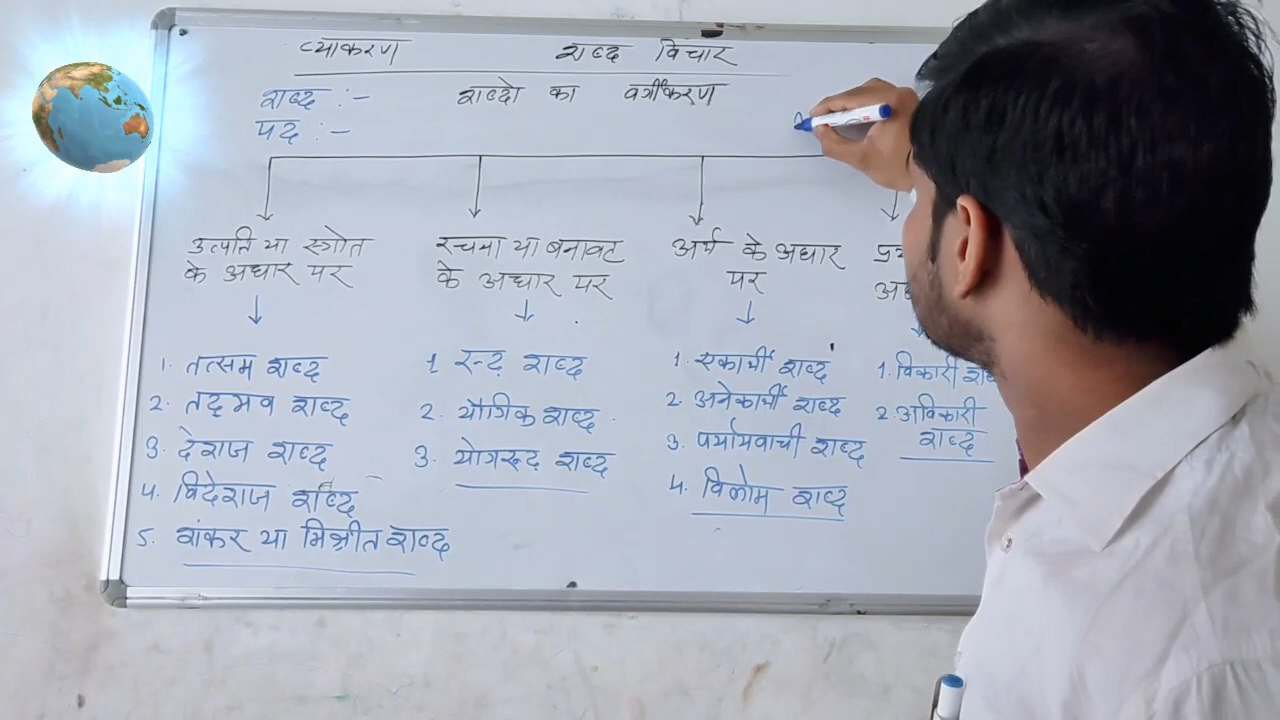 व्याकरण शब्द विचार
शब्द :- शब्दो का वर्गीकरण
पद :-
उत्पति या स्त्रोत
के अधार पर
रचना या बनावट
के अधार पर
अर्थ के अधार
पर
1. तत्सम शब्द
2. तद्भव शब्द
3. देशज शब्द
4. विदेशज शब्द
5. शंकर या मिश्रीत शब्द
1 रूढ़ शब्द
2. यौगिक शब्द
3. योगरूढ़ शब्द
1. एकार्थी शब्द
2. अनेकार्थी शब्द
3. पर्यायवाची शब्द
4. विलोम शब्द
1. विकारी
2. अविकारी
शब्द